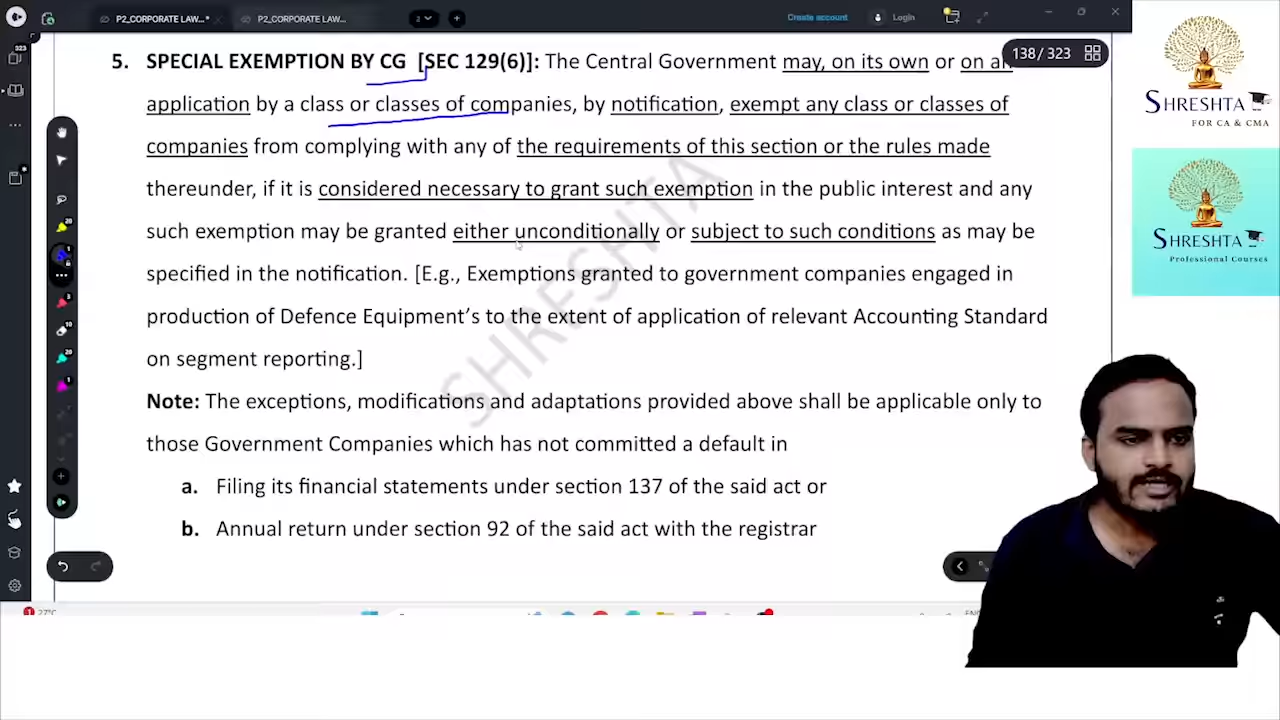 P2_CORPORATE LAW...*
P2_CORPORATE LAW...
2
Create account
Login
323
138/323
5. SPECIAL EXEMPTION BY CG [SEC 129(6)]: The Central Government may, on its own or on an
application by a class or classes of companies, by notification, exempt any class or classes of
companies from complying with any of the requirements of this section or the rules made
thereunder, if it is considered necessary to grant such exemption in the public interest and any
such exemption may be granted either unconditionally or subject to such conditions as may be
specified in the notification. [E.g., Exemptions granted to government companies engaged in
production of Defence Equipment’s to the extent of application of relevant Accounting Standard
on segment reporting.]
Note: The exceptions, modifications and adaptations provided above shall be applicable only to
those Government Companies which has not committed a default in
a. Filing its financial statements under section 137 of the said act or
b. Annual return under section 92 of the said act with the registrar
SHRESHTA
SHRESHTA
FOR CA & CMA
SHRESHTA
Professional Courses
27°C